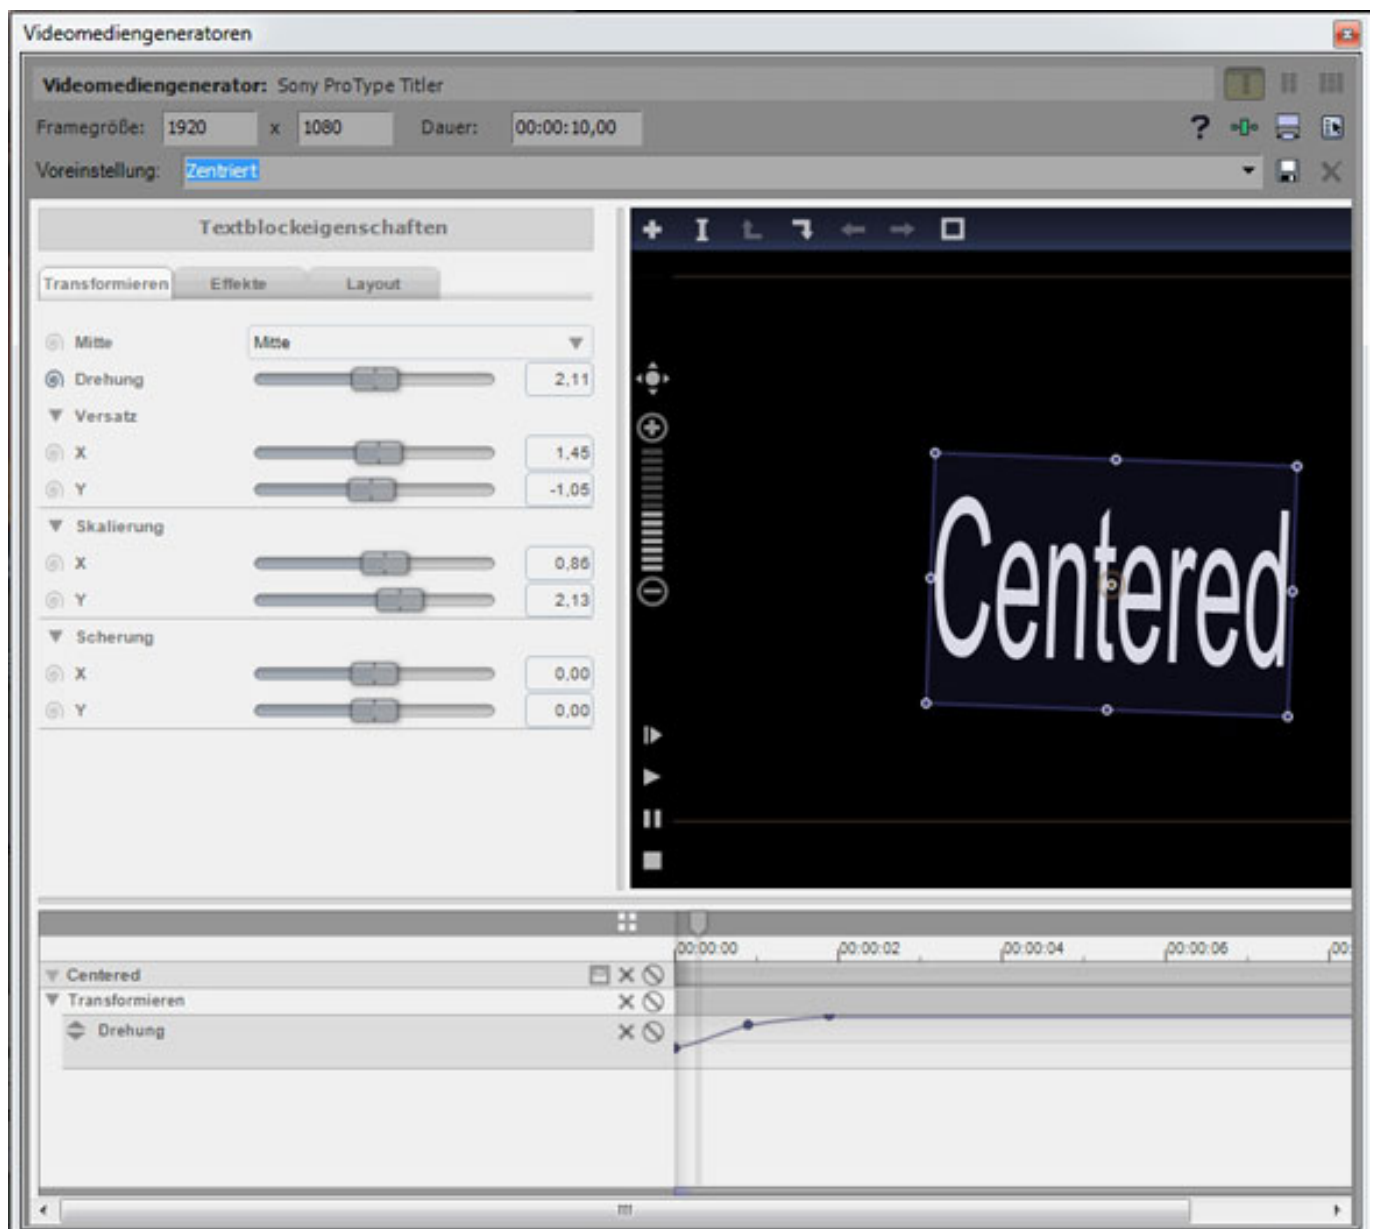 Videomediengeneratoren
Videomediengenerator: Sony ProType Titler
Framegröße: 1920 x 1080 Dauer: 00:00:10,00
Voreinstellung: Zentriert
Textblockeigenschaften
Transformieren Effekte Layout
Mitte Mitte
Drehung 2,11
Versatz
X 1,45
Y -1,05
Skalierung
X 0,86
Y 2,13
Scherung
X 0,00
Y 0,00
Centered
00:00:00 00:00:02 00:00:04 00:00:06 00:
Centered
Transformieren
Drehung